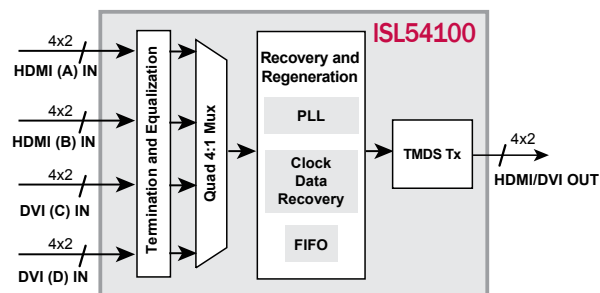 ISL54100
4x2
HDMI (A) IN
4x2
HDMI (B) IN
4x2
DVI (C) IN
4x2
DVI (D) IN
Termination and Equalization
Quad 4:1 Mux
Recovery and
Regeneration
PLL
Clock
Data
Recovery
FIFO
TMDS Tx
4x2
HDMI/DVI OUT